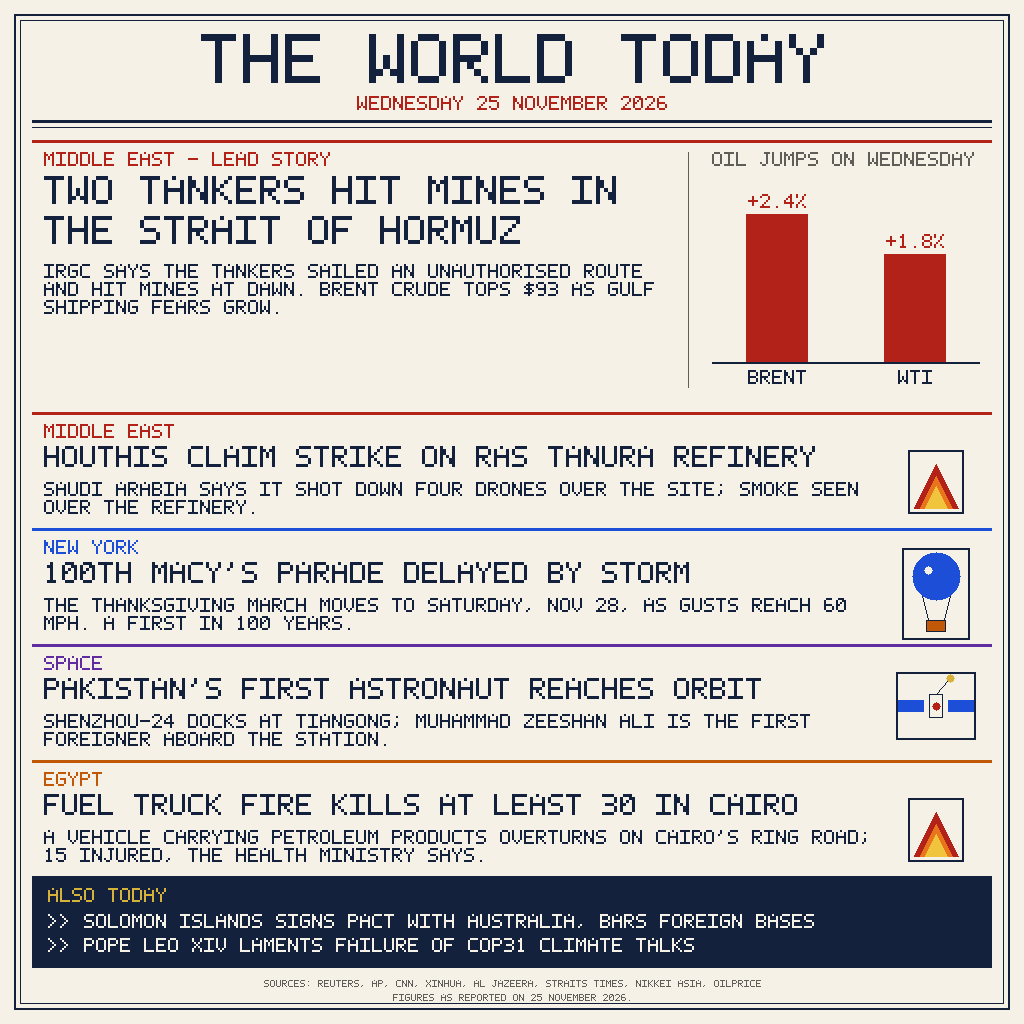 THE WORLD TODAY
WEDNESDAY 25 NOVEMBER 2026
MIDDLE EAST - LEAD STORY
TWO TANKERS HIT MINES IN
THE STRAIT OF HORMUZ
IRGC SAYS THE TANKERS SAILED AN UNAUTHORISED ROUTE
AND HIT MINES AT DAWN. BRENT CRUDE TOPS $93 AS GULF
SHIPPING FEARS GROW.
OIL JUMPS ON WEDNESDAY
+2.4%
+1.8%
BRENT
WTI
MIDDLE EAST
HOUTHIS CLAIM STRIKE ON RAS TANURA REFINERY
SAUDI ARABIA SAYS IT SHOT DOWN FOUR DRONES OVER THE SITE; SMOKE SEEN
OVER THE REFINERY.
NEW YORK
100TH MACY'S PARADE DELAYED BY STORM
THE THANKSGIVING MARCH MOVES TO SATURDAY, NOV 28, AS GUSTS REACH 60
MPH. A FIRST IN 100 YEARS.
SPACE
PAKISTAN'S FIRST ASTRONAUT REACHES ORBIT
SHENZHOU-24 DOCKS AT TIANGONG; MUHAMMAD ZEESHAN ALI IS THE FIRST
FOREIGNER ABOARD THE STATION.
EGYPT
FUEL TRUCK FIRE KILLS AT LEAST 30 IN CAIRO
A VEHICLE CARRYING PETROLEUM PRODUCTS OVERTURNS ON CAIRO'S RING ROAD;
15 INJURED, THE HEALTH MINISTRY SAYS.
ALSO TODAY
>> SOLOMON ISLANDS SIGNS PACT WITH AUSTRALIA, BARS FOREIGN BASES
>> POPE LEO XIV LAMENTS FAILURE OF COP31 CLIMATE TALKS
SOURCES: REUTERS, AP, CNN, XINHUA, AL JAZEERA, STRAITS TIMES, NIKKEI ASIA, OILPRICE
FIGURES AS REPORTED ON 25 NOVEMBER 2026.